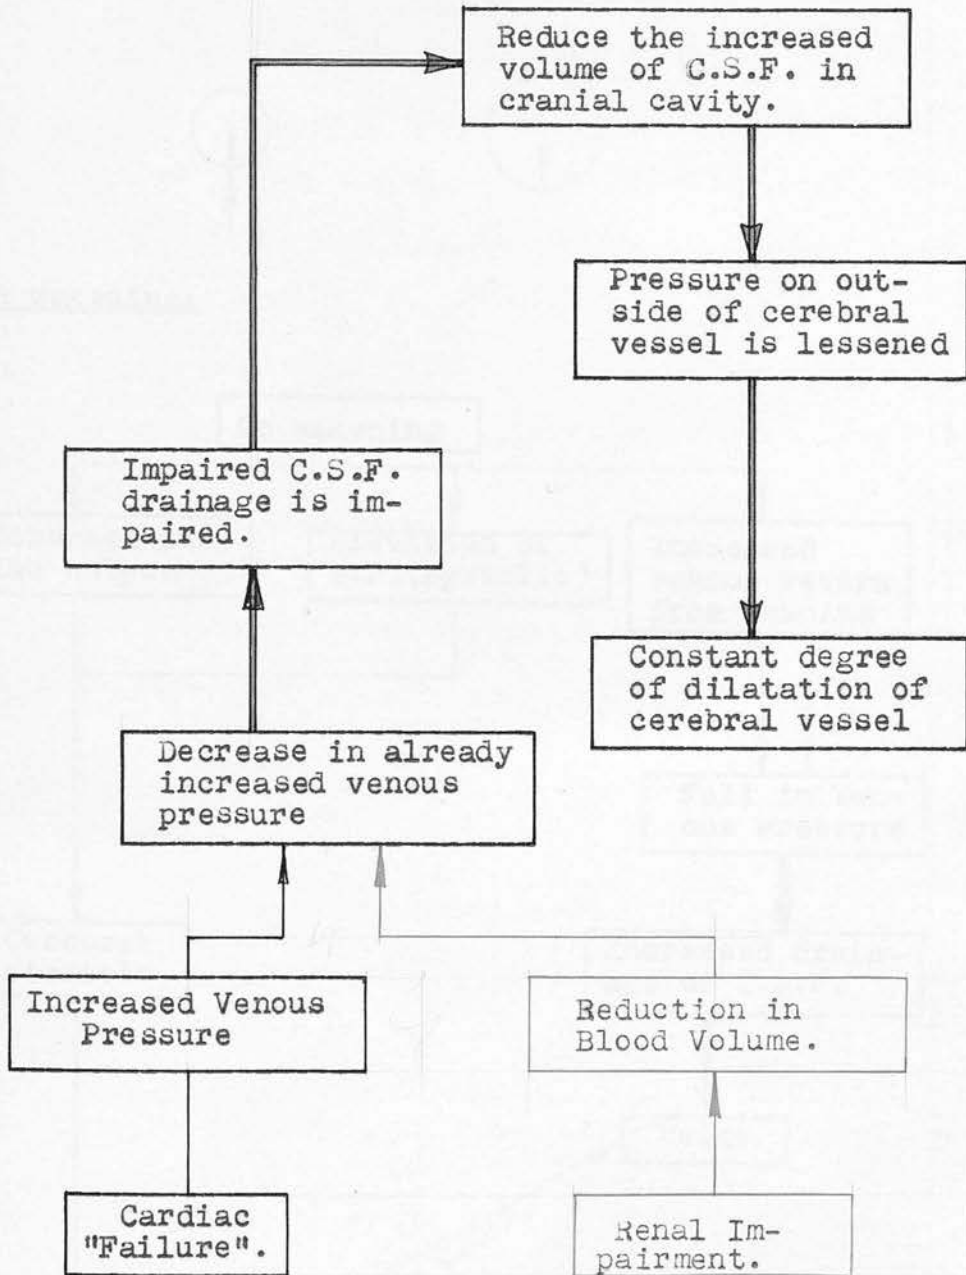 Reduce the increased
volume of C.S.F. in
cranial cavity.
Pressure on out-
side of cerebral
vessel is lessened
Impaired C.S.F.
drainage is im-
paired.
Constant degree
of dilatation of
cerebral vessel
Decrease in already
increased venous
pressure
Increased Venous
Pressure
Reduction in
Blood Volume.
Cardiac
"Failure".
Renal Im-
pairment.